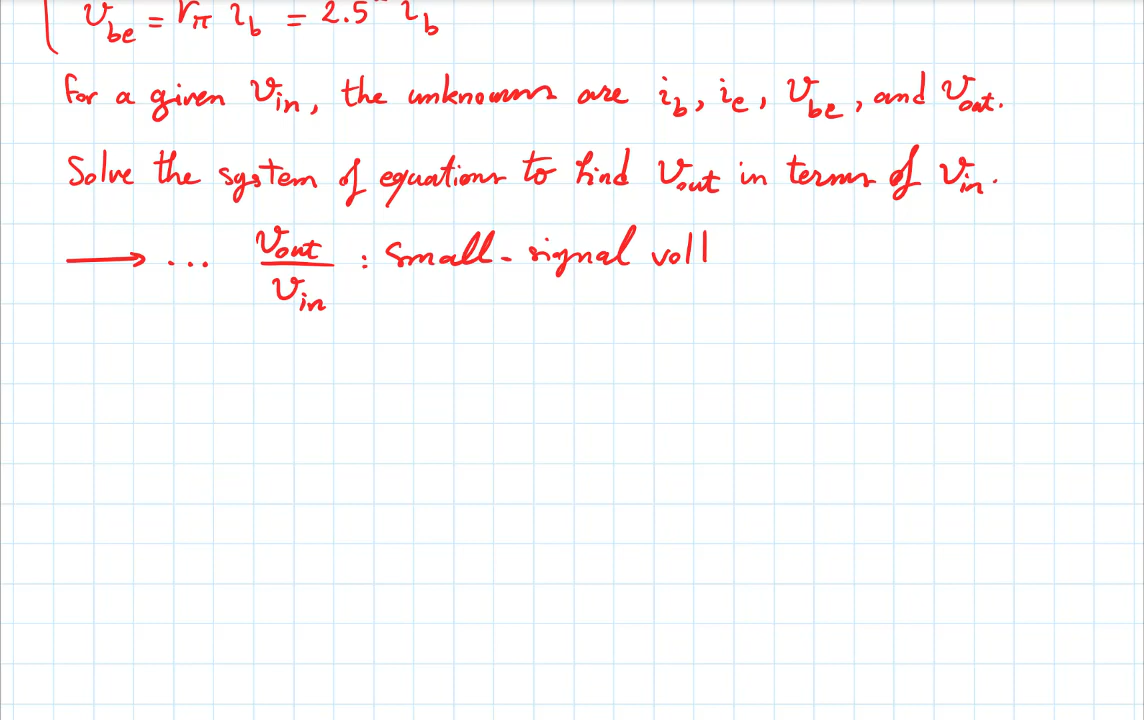 v_be = r_π i_b = 2.5 i_b
For a given v_in, the unknowns are i_b, i_e, v_be, and v_out.
Solve the system of equations to find v_out in terms of v_in.
⟶ ... v_out / v_in : small-signal voll